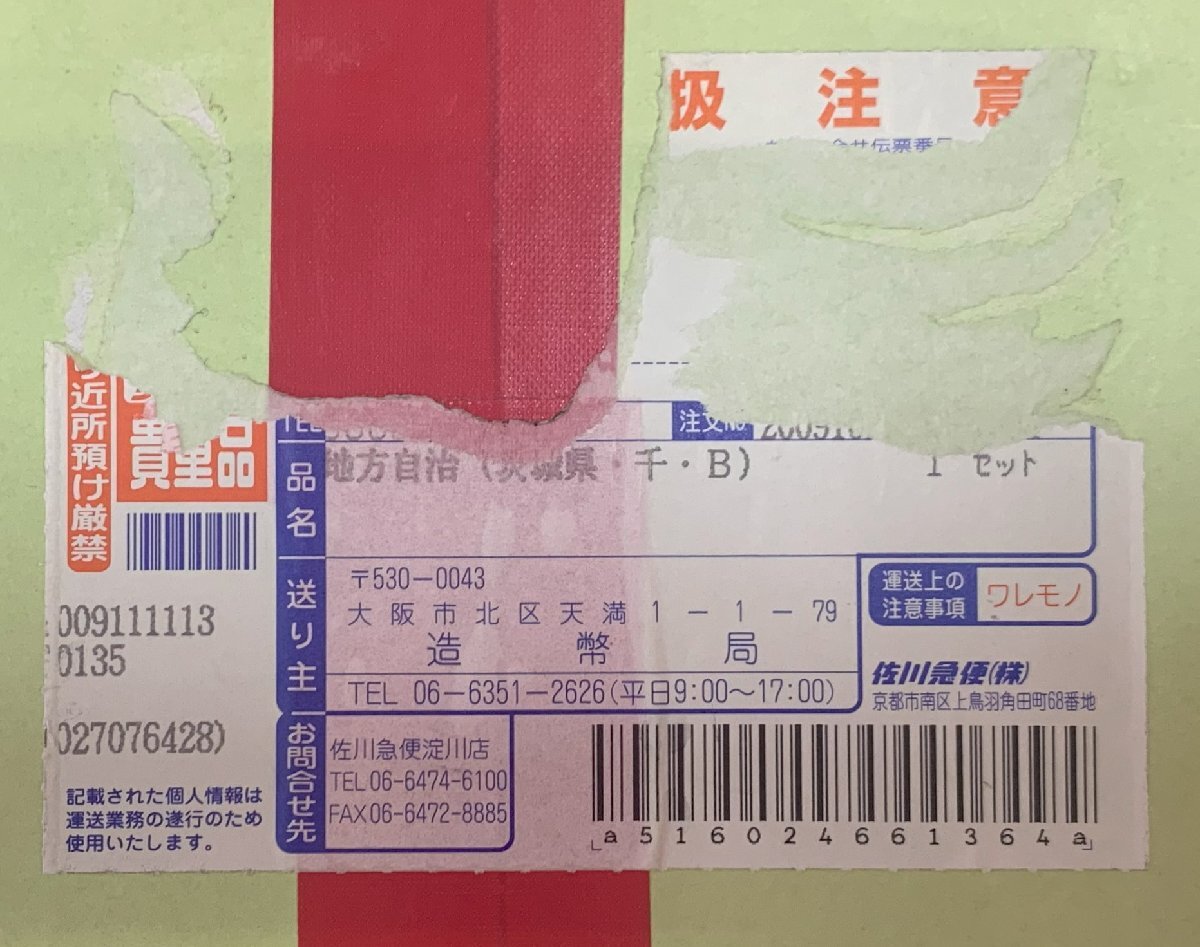 扱 注 意
近所預け厳禁
貴重品
注文No.
品名
地方自治（茨城県・千・B） 1 セット
送り主
〒530-0043
大阪市北区天満1-1-79
造幣局
TEL 06-6351-2626(平日9:00～17:00)
運送上の
注意事項
ワレモノ
009111113
0135
027076428)
佐川急便(株)
京都市南区上鳥羽角田町68番地
お問合せ先
佐川急便淀川店
TEL06-6474-6100
FAX06-6472-8885
記載された個人情報は
運送業務の遂行のため
使用いたします。
a516024661364a